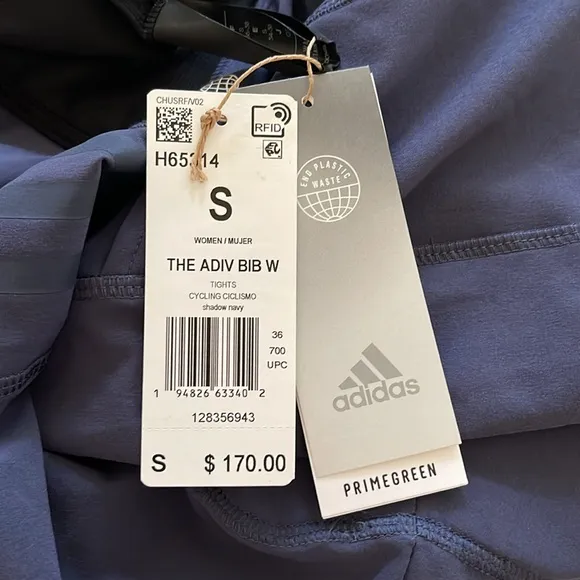 CHUSRF/V02
RFID
H65314
S
WOMEN / MUJER
THE ADIV BIB W
TIGHTS
CYCLING CICLISMO
shadow navy
36
700
UPC
1 94826 63340 2
128356943
S $ 170.00
END PLASTIC
WASTE
adidas
PRIMEGREEN